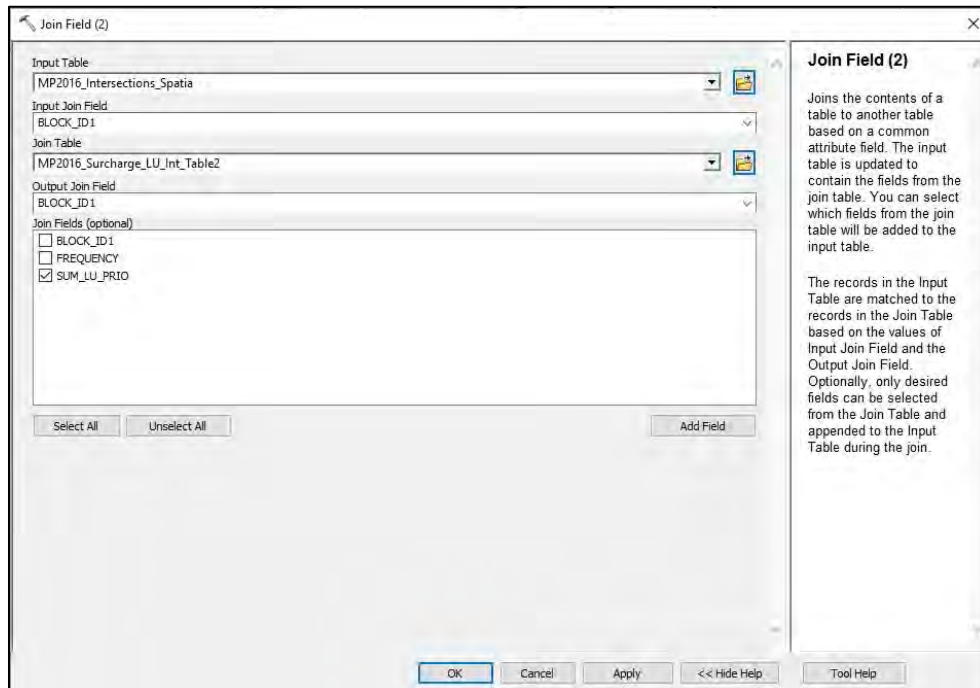 Join Field (2)
Input Table
MP2016_Intersections_Spatia
Input Join Field
BLOCK_ID1
Join Table
MP2016_Surcharge_LU_Int_Table2
Output Join Field
BLOCK_ID1
Join Fields (optional)
BLOCK_ID1
FREQUENCY
SUM_LU_PRIO
Select All
Unselect All
Add Field
OK
Cancel
Apply
<< Hide Help
Tool Help
Join Field (2)
Joins the contents of a
table to another table
based on a common
attribute field. The input
table is updated to
contain the fields from the
join table. You can select
which fields from the join
table will be added to the
input table.
The records in the Input
Table are matched to the
records in the Join Table
based on the values of
Input Join Field and the
Output Join Field.
Optionally, only desired
fields can be selected
from the Join Table and
appended to the Input
Table during the join.